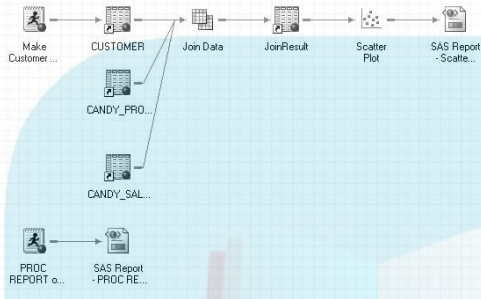 Make
Customer ...
CUSTOMER
Join Data
JoinResult
Scatter
Plot
SAS Report
- Scatte...
CANDY_PRO...
CANDY_SAL...
PROC
REPORT o...
SAS Report
- PROC RE...